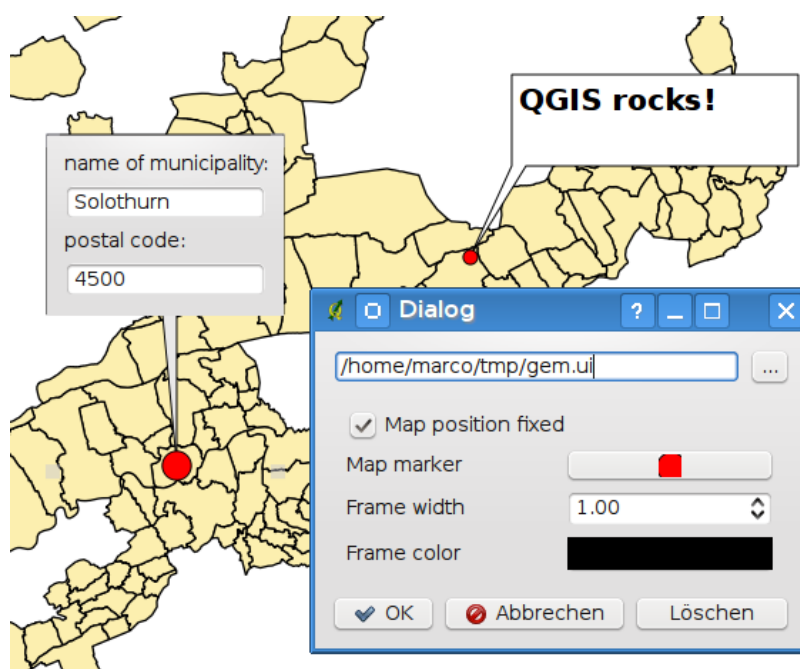 QGIS rocks!
name of municipality:
Solothurn
postal code:
4500
Dialog
?
/home/marco/tmp/gem.ui
...
Map position fixed
Map marker
Frame width
1.00
Frame color
OK
Abbrechen
Löschen